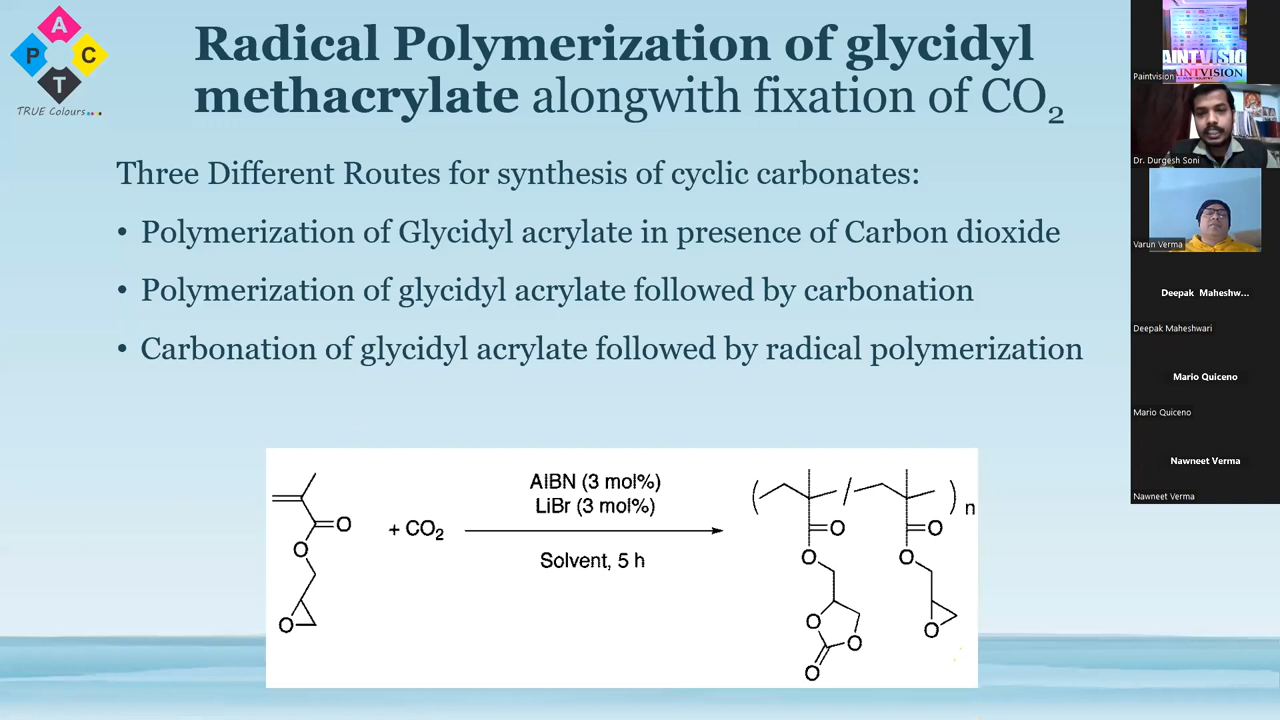 A
P C
T
TRUE Colours
Radical Polymerization of glycidyl
methacrylate alongwith fixation of CO₂
Three Different Routes for synthesis of cyclic carbonates:
• Polymerization of Glycidyl acrylate in presence of Carbon dioxide
• Polymerization of glycidyl acrylate followed by carbonation
• Carbonation of glycidyl acrylate followed by radical polymerization
O
O
O
+ CO₂
AIBN (3 mol%)
LiBr (3 mol%)
Solvent, 5 h
( / )n
O O
O O
O O
O
O
AINTVISIO
PAINTVISION
Paintvision
Dr. Durgesh Soni
Varun Verma
Deepak Maheshw...
Deepak Maheshwari
Mario Quiceno
Mario Quiceno
Nawneet Verma
Nawneet Verma